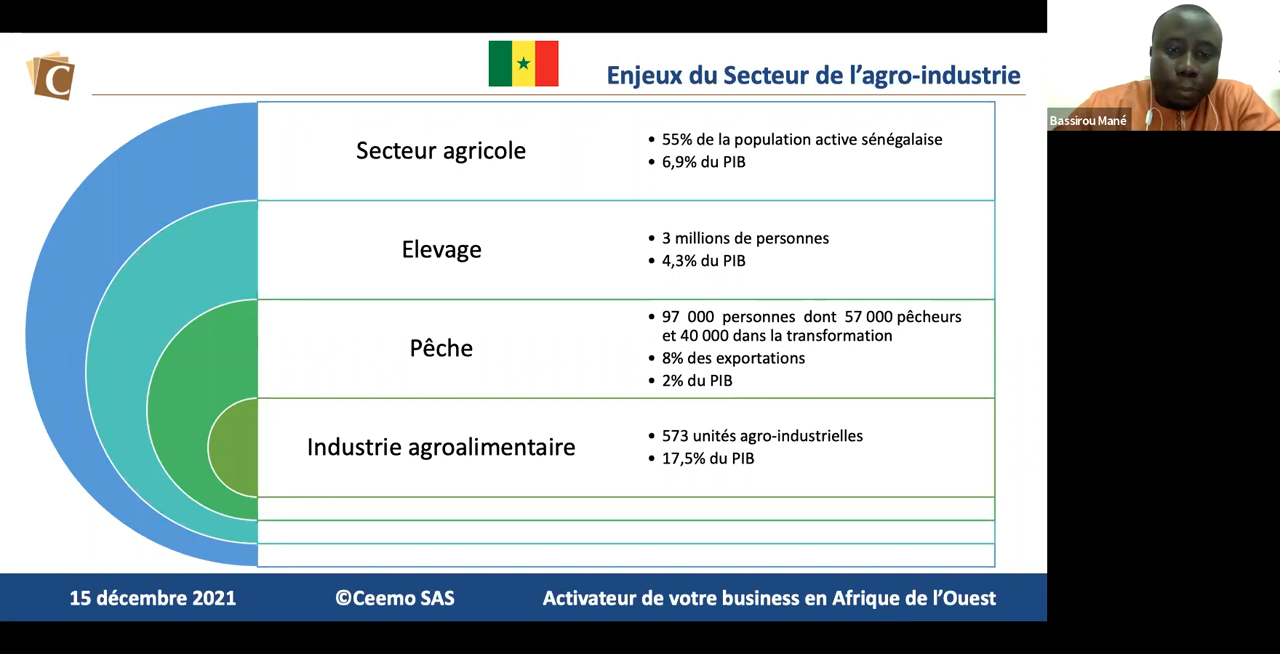 C
Enjeux du Secteur de l’agro-industrie
Bassirou Mané
Secteur agricole
• 55% de la population active sénégalaise
• 6,9% du PIB
Elevage
• 3 millions de personnes
• 4,3% du PIB
Pêche
• 97 000 personnes dont 57 000 pêcheurs
et 40 000 dans la transformation
• 8% des exportations
• 2% du PIB
Industrie agroalimentaire
• 573 unités agro-industrielles
• 17,5% du PIB
15 décembre 2021
©Ceemo SAS
Activateur de votre business en Afrique de l’Ouest